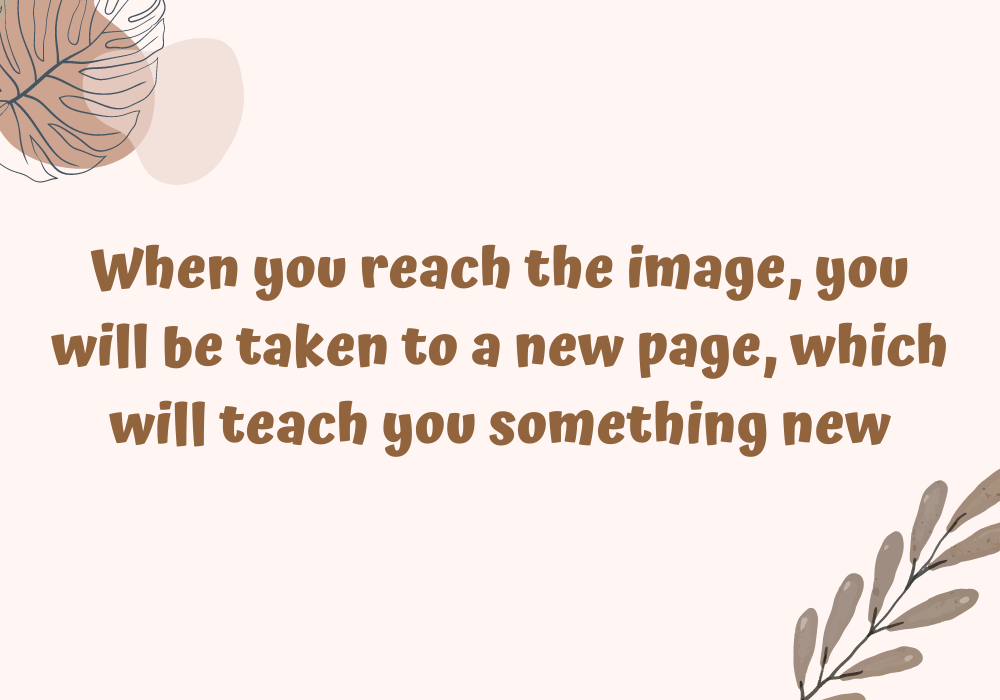 When you reach the image, you
will be taken to a new page, which
will teach you something new